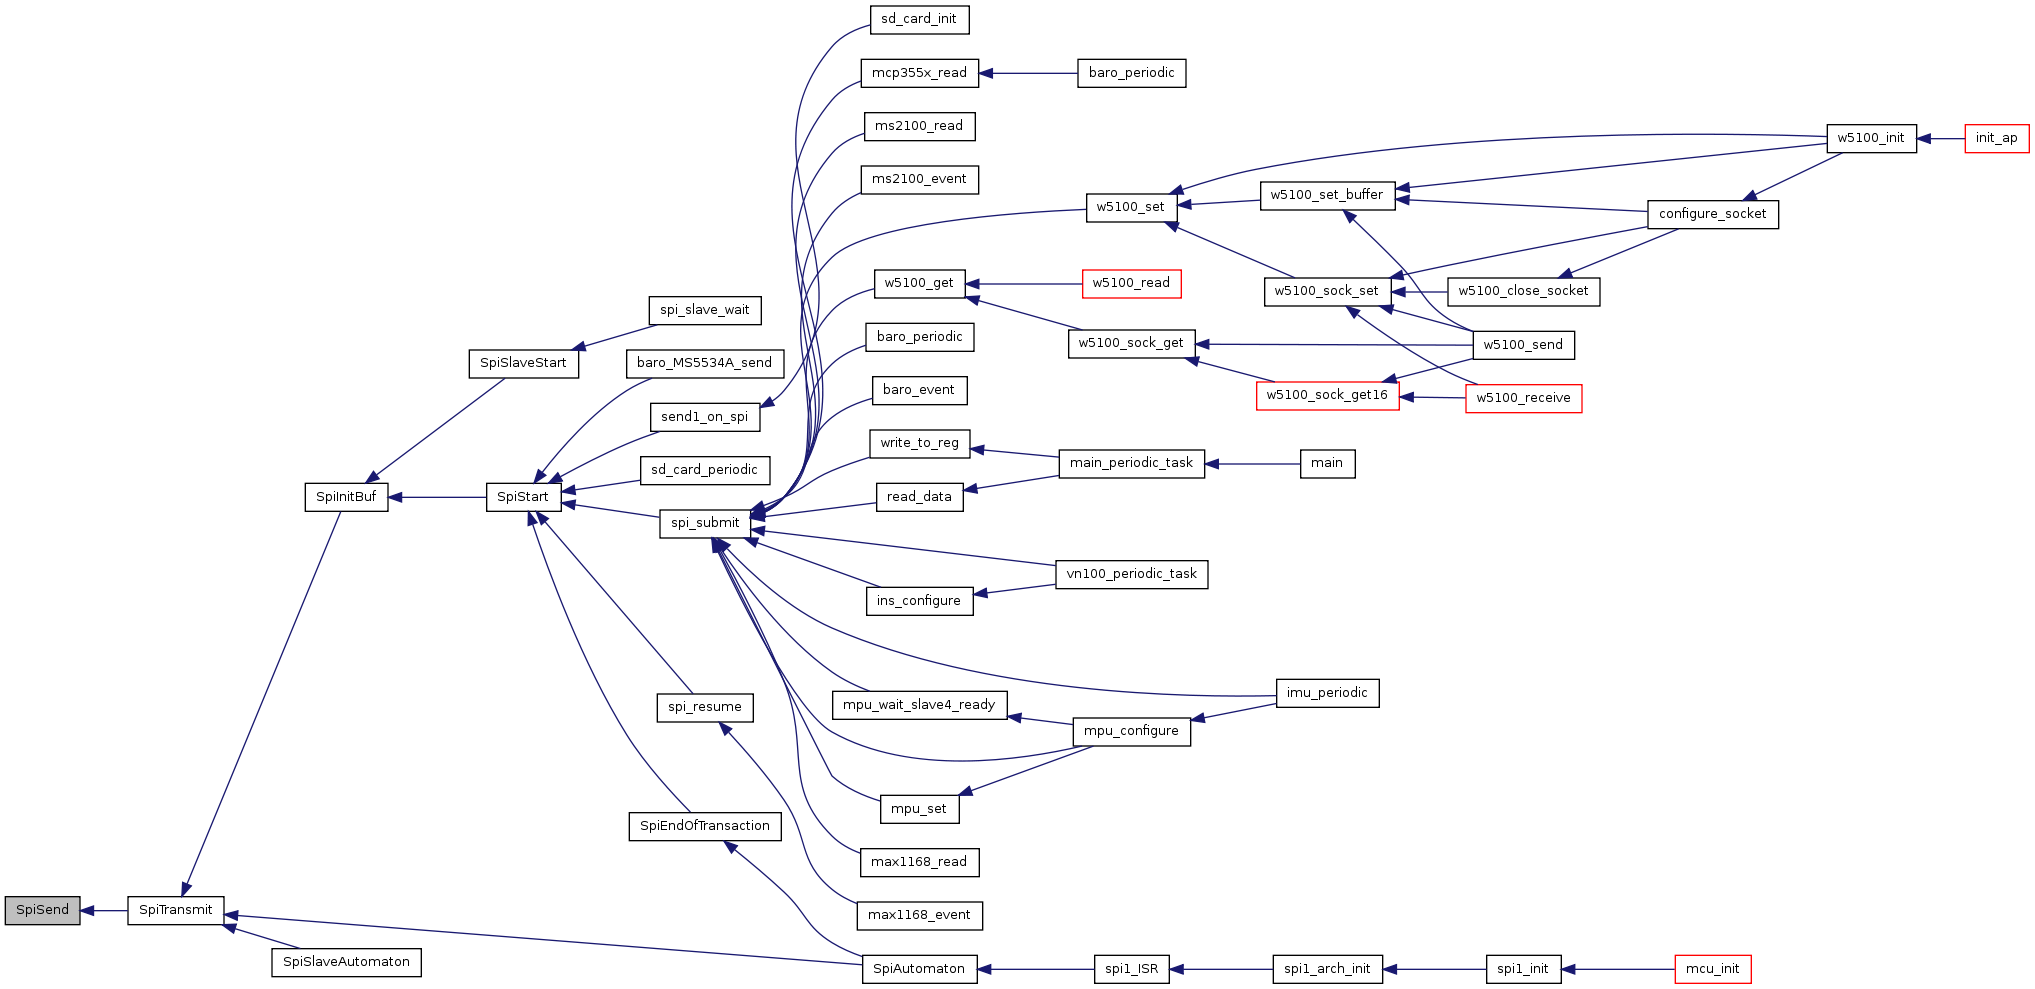 sd_card_init
mcp355x_read
baro_periodic
ms2100_read
w5100_init
init_ap
ms2100_event
w5100_set
w5100_set_buffer
configure_socket
w5100_get
w5100_read
w5100_sock_set
w5100_close_socket
spi_slave_wait
baro_periodic
w5100_sock_get
w5100_send
SpiSlaveStart
baro_MS5534A_send
baro_event
w5100_sock_get16
w5100_receive
send1_on_spi
write_to_reg
main_periodic_task
main
sd_card_periodic
SpiInitBuf
SpiStart
read_data
spi_submit
vn100_periodic_task
ins_configure
imu_periodic
spi_resume
mpu_wait_slave4_ready
mpu_configure
mpu_set
SpiEndOfTransaction
max1168_read
SpiSend
SpiTransmit
max1168_event
SpiSlaveAutomaton
SpiAutomaton
spi1_ISR
spi1_arch_init
spi1_init
mcu_init